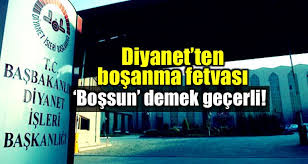 Diyanet'ten
boşanma fetvası
'Boşsun' demek geçerli!
T.C.
BAŞBAKANLIK
DİYANET
İŞLERİ
BAŞKANLIĞI